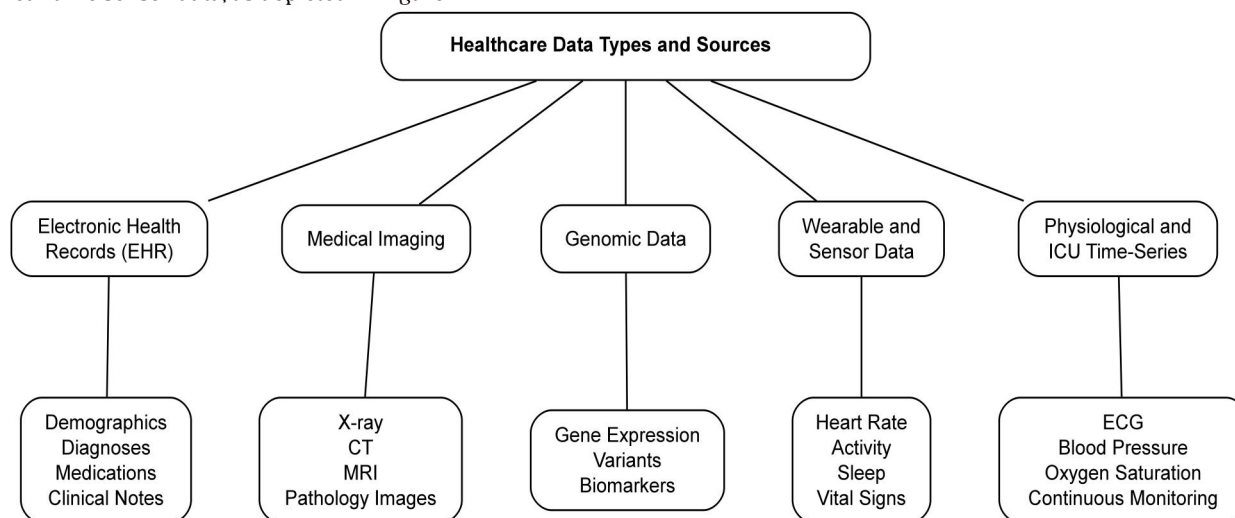 Healthcare Data Types and Sources
Electronic Health
Records (EHR)
Medical Imaging
Genomic Data
Wearable and
Sensor Data
Physiological and
ICU Time-Series
Demographics
Diagnoses
Medications
Clinical Notes
X-ray
CT
MRI
Pathology Images
Gene Expression
Variants
Biomarkers
Heart Rate
Activity
Sleep
Vital Signs
ECG
Blood Pressure
Oxygen Saturation
Continuous Monitoring